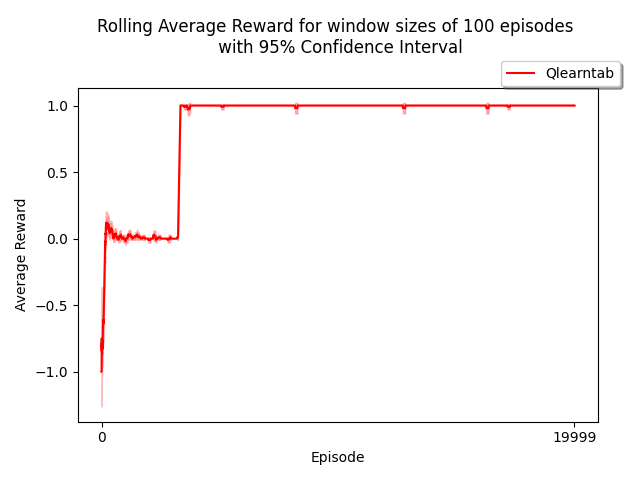 Rolling Average Reward for window sizes of 100 episodes
with 95% Confidence Interval
Qlearntab
1.0
0.5
0.0
−0.5
−1.0
Average Reward
0
19999
Episode